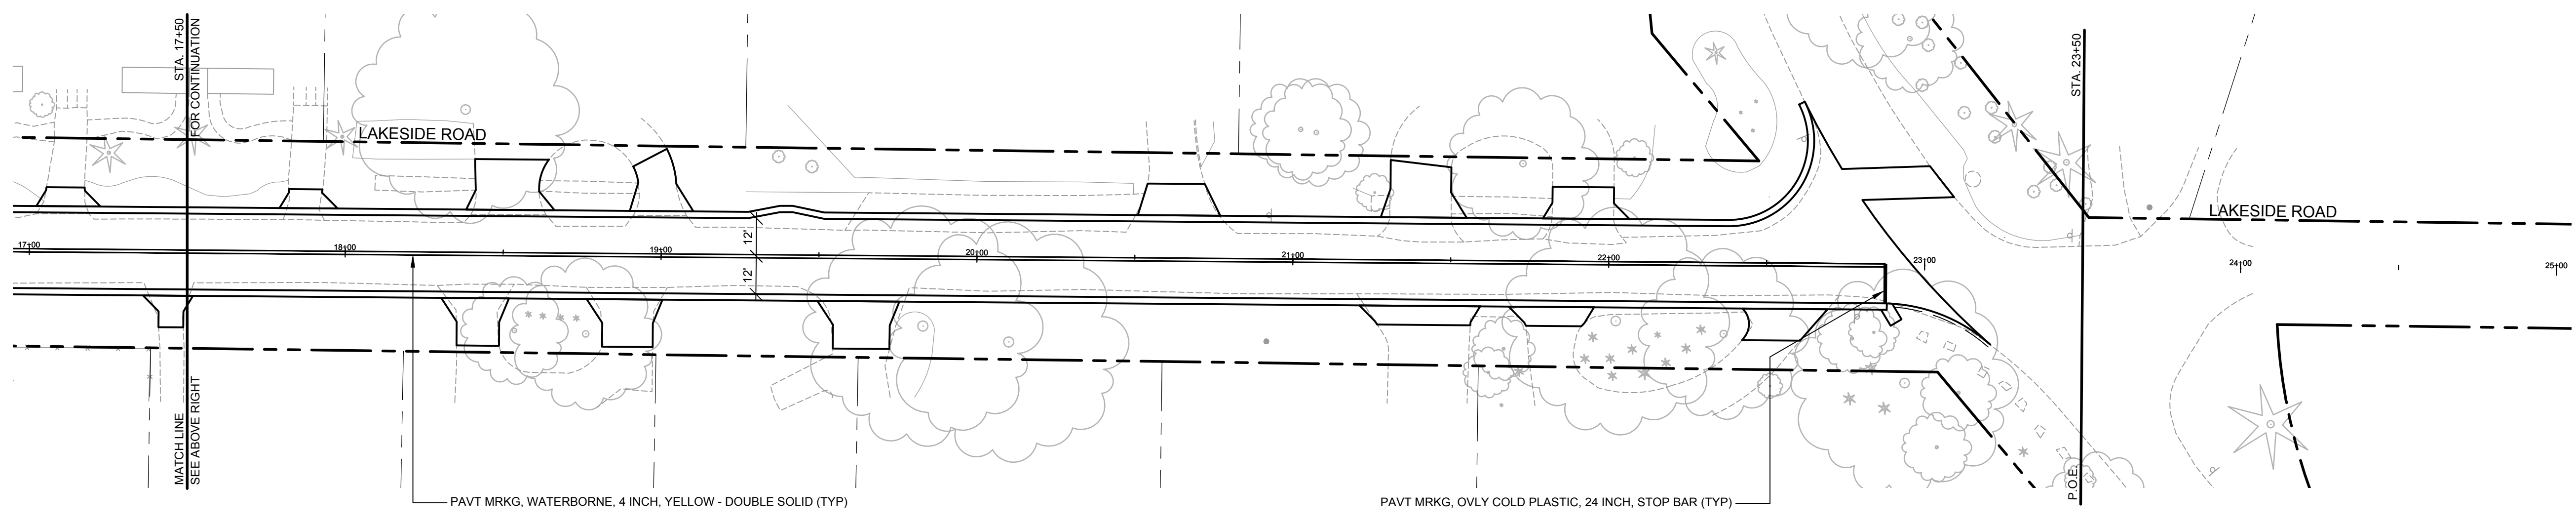 STA. 17+50
FOR CONTINUATION
LAKESIDE ROAD
STA. 23+50
LAKESIDE ROAD
12'
12'
17+00
18+00
19+00
20+00
21+00
22+00
23+00
24+00
25+00
MATCH LINE
SEE ABOVE RIGHT
P.O.E.
PAVT MRKG, WATERBORNE, 4 INCH, YELLOW - DOUBLE SOLID (TYP)
PAVT MRKG, OVLY COLD PLASTIC, 24 INCH, STOP BAR (TYP)